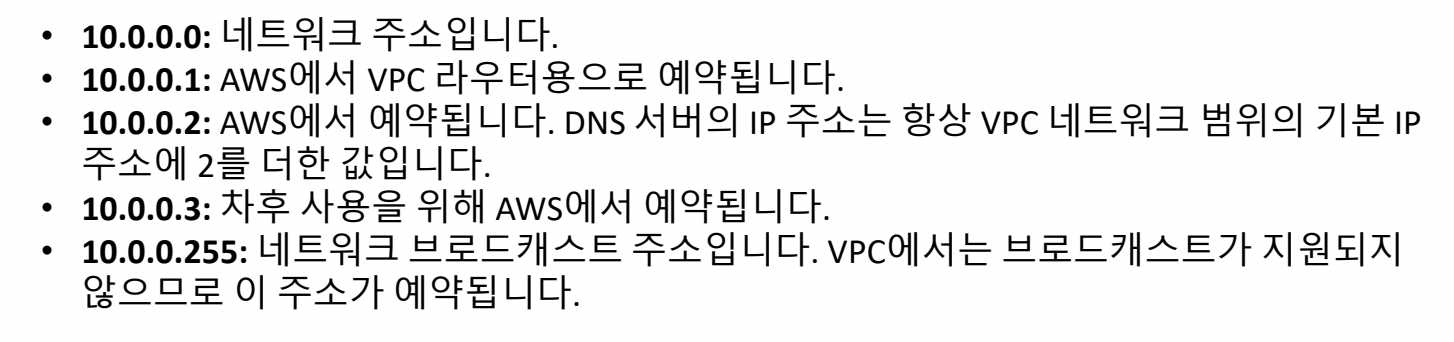 • 10.0.0.0: 네트워크 주소입니다.
• 10.0.0.1: AWS에서 VPC 라우터용으로 예약됩니다.
• 10.0.0.2: AWS에서 예약됩니다. DNS 서버의 IP 주소는 항상 VPC 네트워크 범위의 기본 IP
주소에 2를 더한 값입니다.
• 10.0.0.3: 차후 사용을 위해 AWS에서 예약됩니다.
• 10.0.0.255: 네트워크 브로드캐스트 주소입니다. VPC에서는 브로드캐스트가 지원되지
않으므로 이 주소가 예약됩니다.